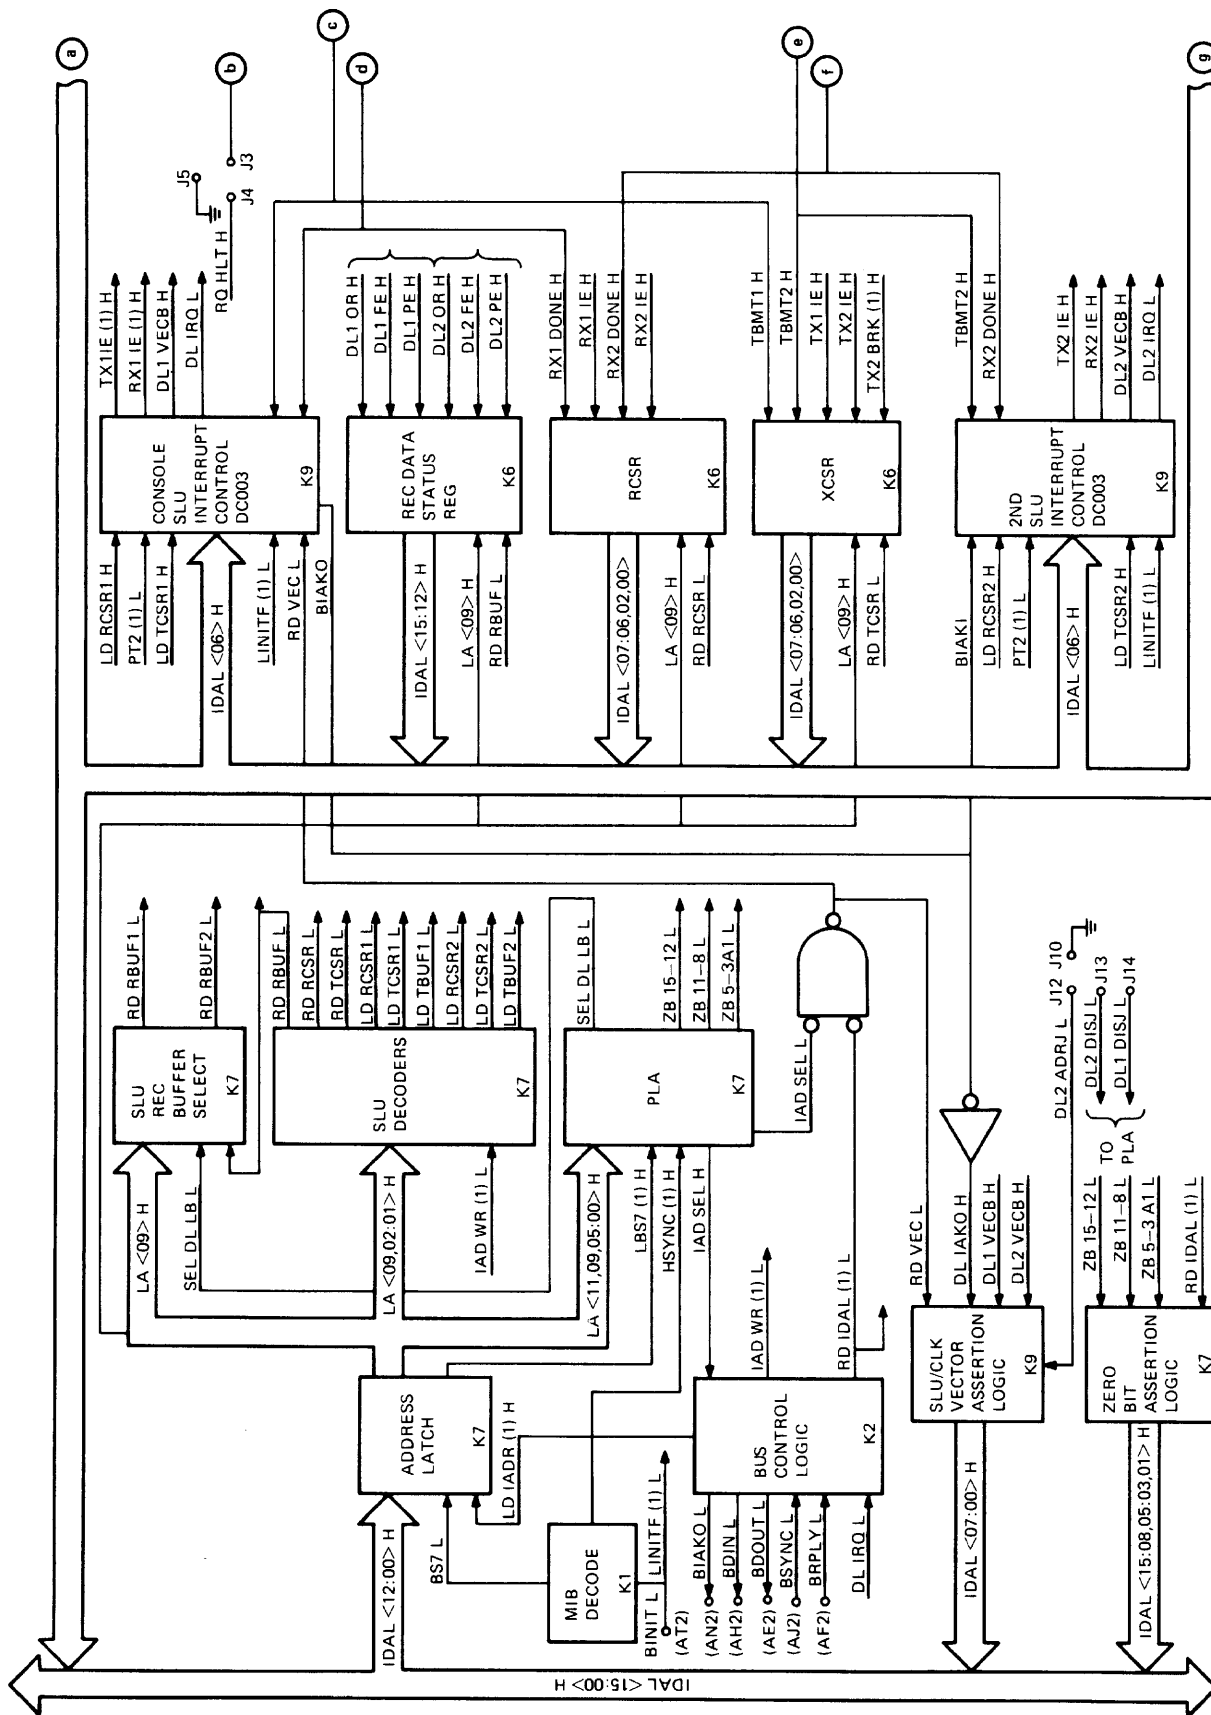 a
b
c
d
e
f
g
J5
J4
J3
RQ HLT H
TX1IE (1) H
RX1 IE (1) H
DL1 VECB H
DL IRQ L
CONSOLE
SLU
INTERRUPT
CONTROL
DC003
K9
LD RCSR1 H
PT2 (1) L
LD TCSR1 H
IDAL <06> H
LINITF (1) L
RD VEC L
BIAKO
DL1 OR H
DL1 FE H
DL1 PE H
DL2 OR H
DL2 FE H
DL2 PE H
REC DATA
STATUS
REG
K6
IDAL <15:12> H
LA <09> H
RD RBUF L
RX1 DONE H
RX1 IE H
RX2 DONE H
RX2 IE H
RCSR
K6
IDAL <07:06,02,00>
LA <09> H
RD RCSR L
TBMT1 H
TBMT2 H
TX1 IE H
TX2 IE H
TX2 BRK (1) H
XCSR
K6
IDAL <07:06,02,00>
LA <09> H
RD TCSR L
TBMT2 H
RX2 DONE H
TX2 IE H
RX2 IE H
DL2 VECB H
DL2 IRQ L
2ND
SLU
INTERRUPT
CONTROL
DC003
K9
BIAKI
LD RCSR2 H
PT2 (1) L
IDAL <06> H
LD TCSR2 H
LINITF (1) L
RD RBUF1 L
RD RBUF2 L
SLU
REC
BUFFER
SELECT
K7
LA <09> H
SEL DL LB L
RD RBUF L
RD RCSR L
RD TCSR L
LD RCSR1 L
LD TCSR1 L
LD TBUF1 L
LD RCSR2 L
LD TCSR2 L
LD TBUF2 L
SLU
DECODERS
K7
LA <09,02:01> H
IAD WR (1) L
SEL DL LB L
ZB 15-12 L
ZB 11-8 L
ZB 5-3A1 L
PLA
K7
LA <11,09,05:00> H
LBS7 (1) H
HSYNC (1) H
IAD SEL H
IAD SEL L
IAD WR (1) L
RD IDAL (1) L
RD VEC L
DL IAKO H
DL1 VECB H
DL2 VECB H
DL2 ADRJ L
J12
J10
DL2 DISJ L
J13
DL1 DISJ L
J14
TO
PLA
ZB 15-12 L
ZB 11-8 L
ZB 5-3 A1 L
RD IDAL (1) L
ADDRESS
LATCH
K7
IDAL <12:00> H
BS7 L
LD IADR (1) H
MIB
DECODE
K1
BINIT L
(AT2)
LINITF (1) L
BUS
CONTROL
LOGIC
K2
(AN2)
BIAKO L
(AH2)
BDIN L
(AE2)
BDOUT L
(AJ2)
BSYNC L
(AF2)
BRPLY L
DL IRQ L
SLU/CLK
VECTOR
ASSERTION
LOGIC
K9
IDAL <07:00> H
ZERO
BIT
ASSERTION
LOGIC
K7
IDAL <15:08,05:03,01> H
IDAL <15:00> H